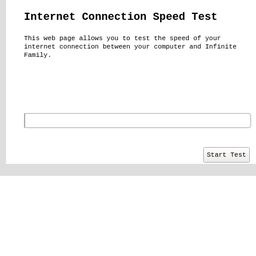 Internet Connection Speed Test
This web page allows you to test the speed of your
internet connection between your computer and Infinite
Family.
Start Test